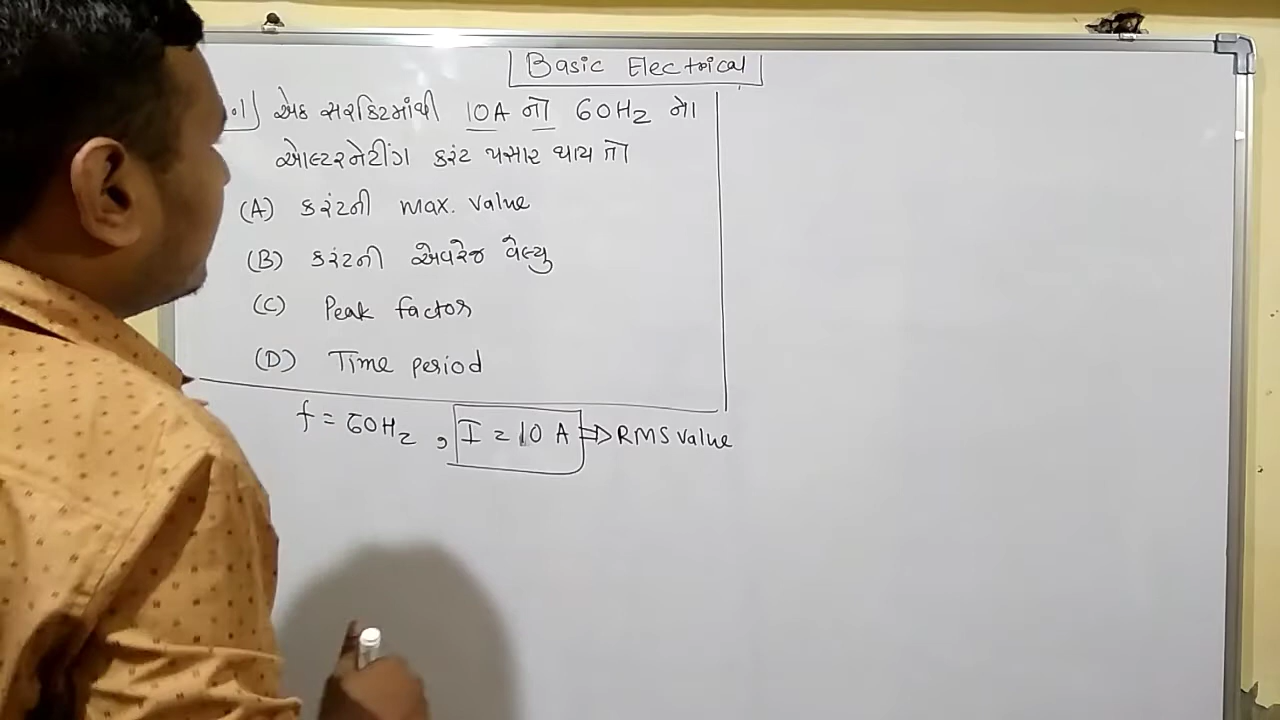 Basic Electrical
એક સરકિટમાંથી 10A નો 60Hz નો
ઓલ્ટરનેટીંગ કરંટ પસાર થાય તો
(A) કરંટની max. value
(B) કરંટની એવરેજ વેલ્યુ
(C) Peak factor
(D) Time period
f = 60Hz , I = 10 A => RMS value